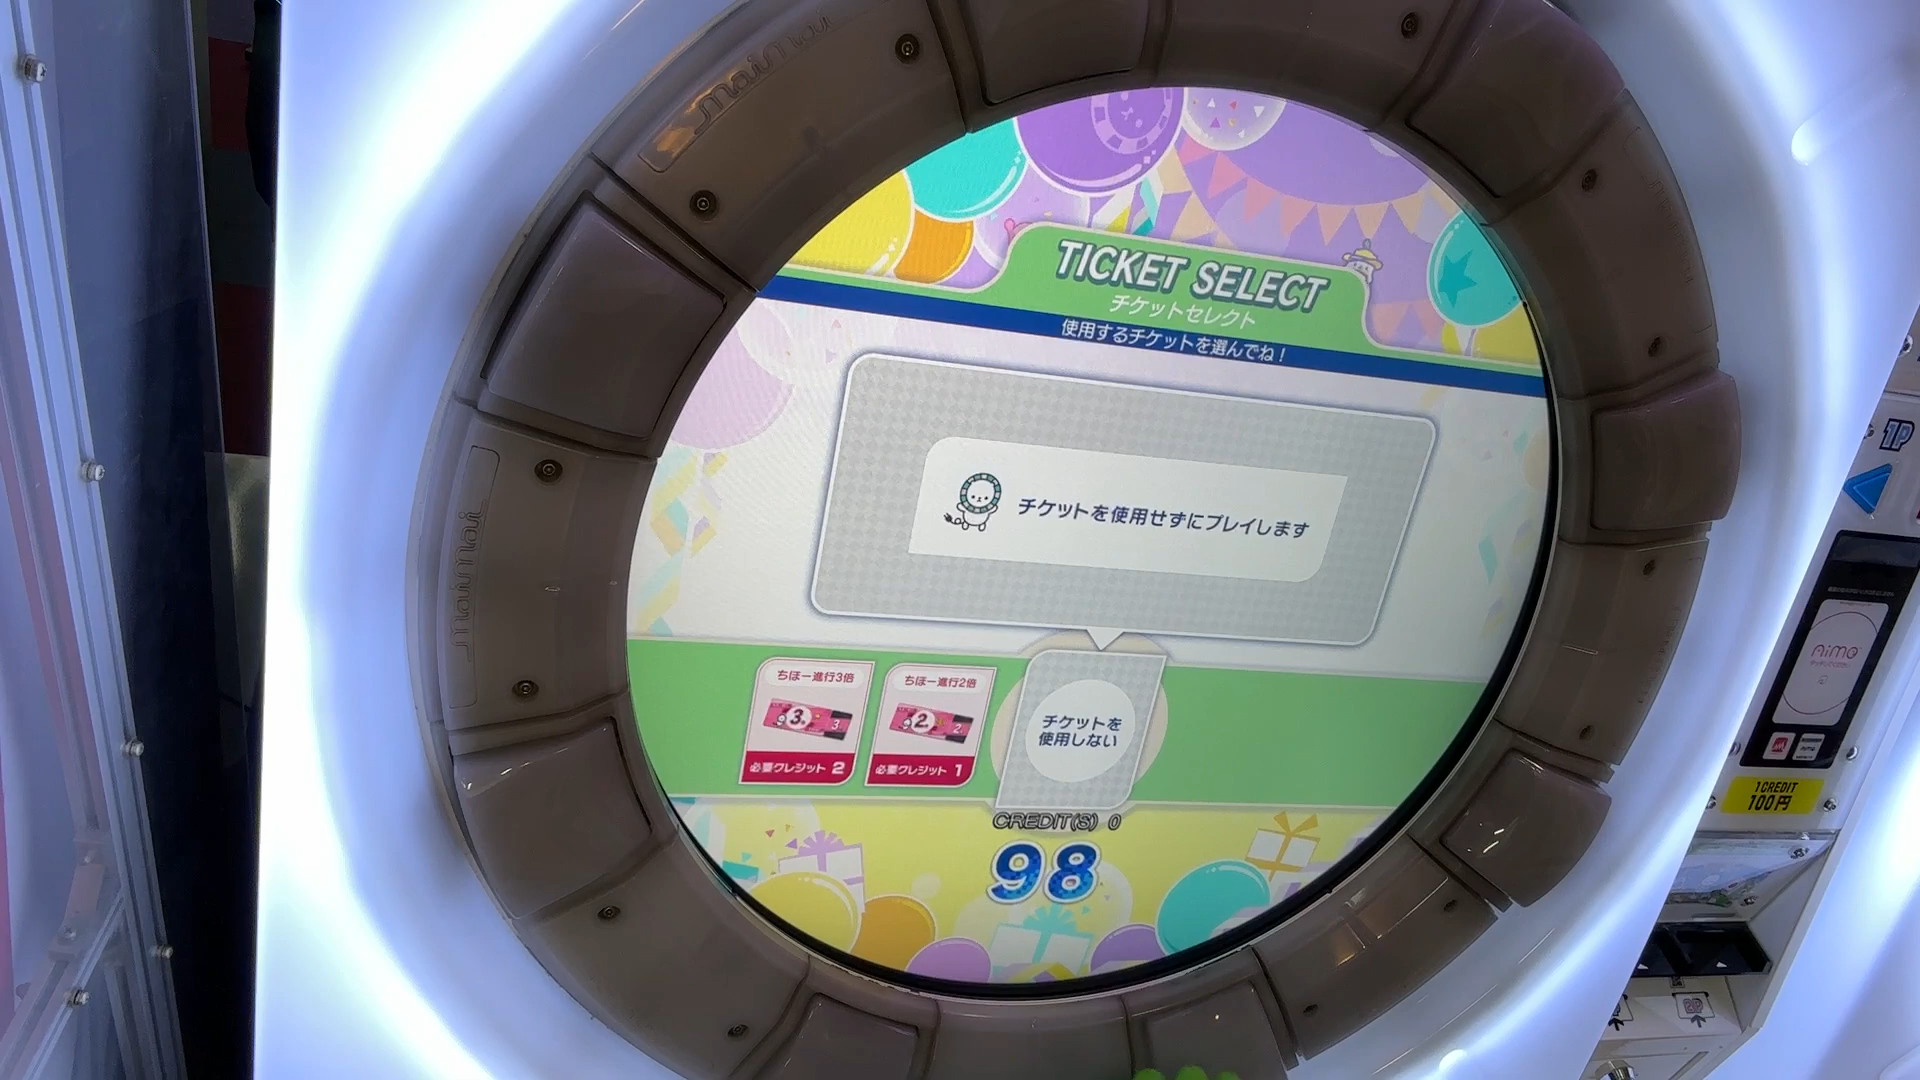 maimai
TICKET SELECT
チケットセレクト
使用するチケットを選んでね！
チケットを使用せずにプレイします
maimai
1P
ちほー進行3倍
3
3
必要クレジット 2
ちほー進行2倍
2
2
必要クレジット 1
チケットを
使用しない
CREDIT(S) 0
98
Aime
1CREDIT
100円
2P